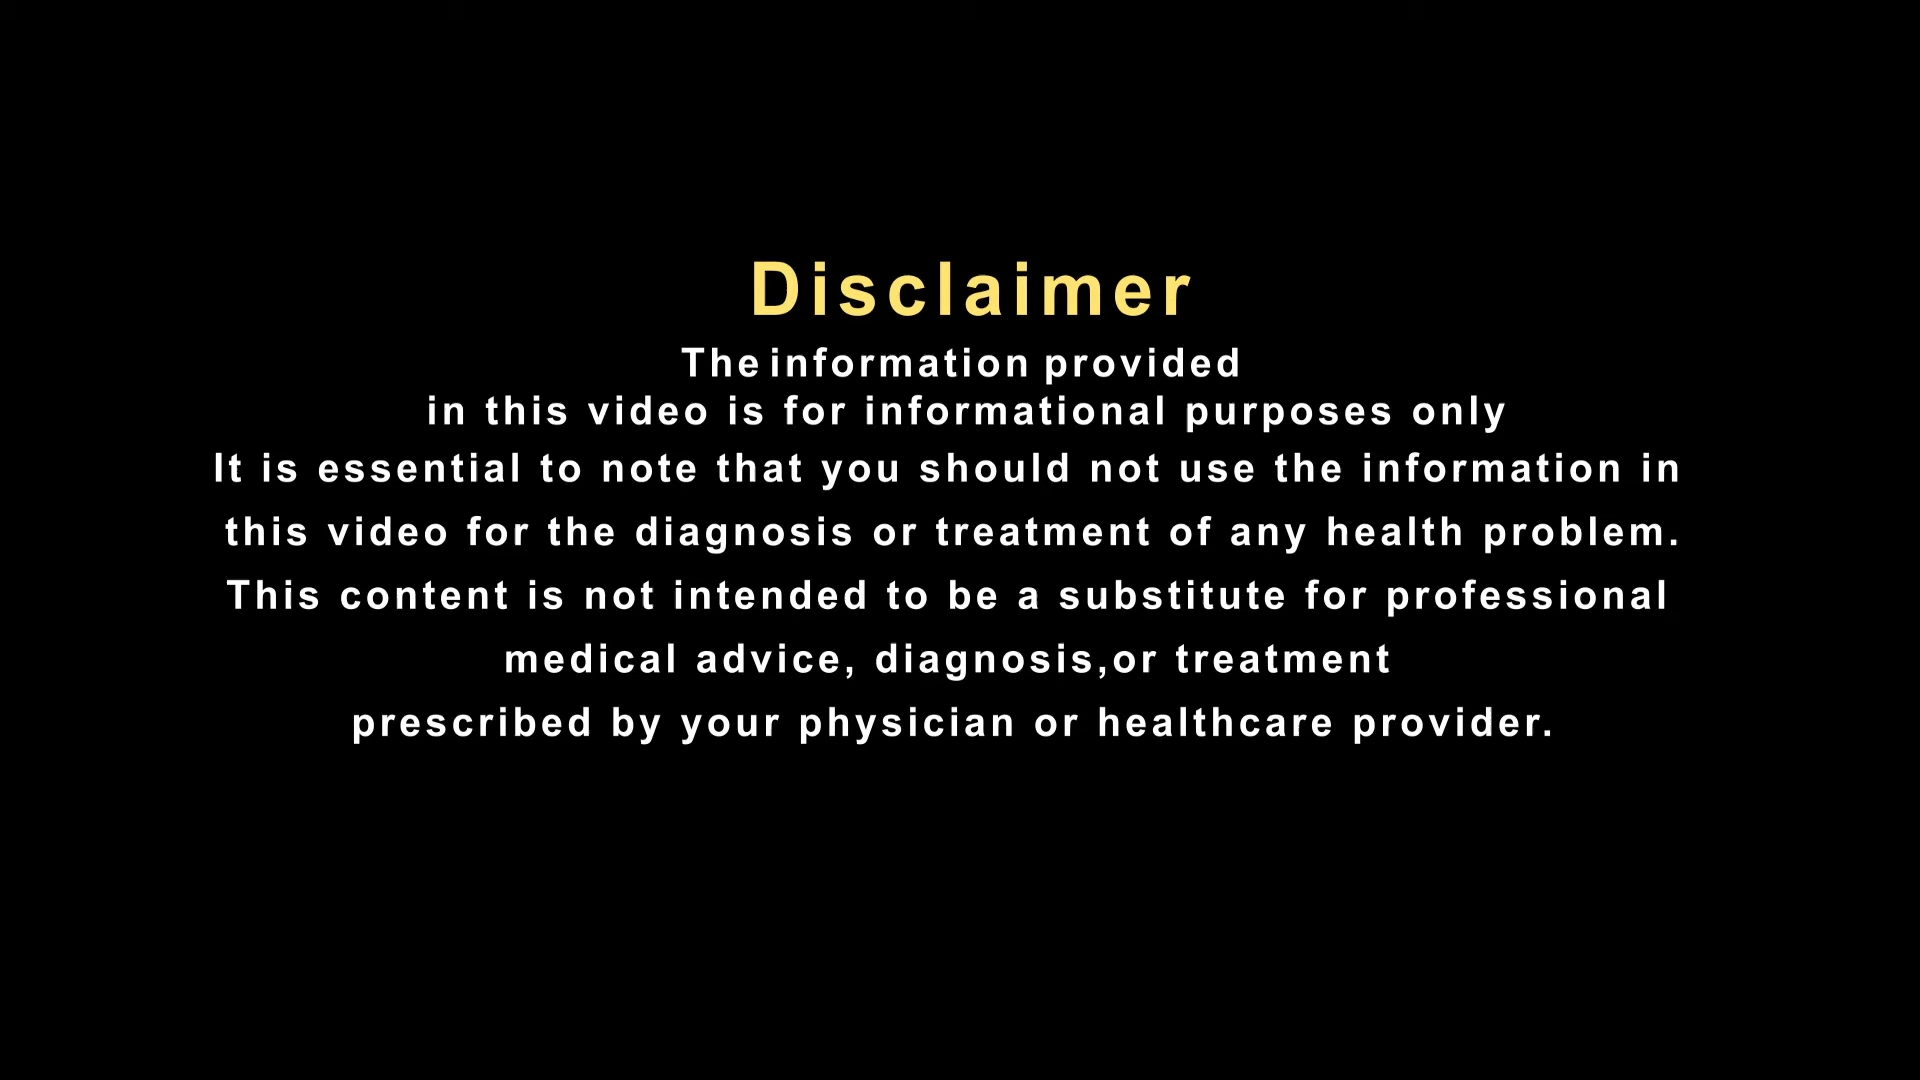 Disclaimer
The information provided
in this video is for informational purposes only
It is essential to note that you should not use the information in
this video for the diagnosis or treatment of any health problem.
This content is not intended to be a substitute for professional
medical advice, diagnosis,or treatment
prescribed by your physician or healthcare provider.